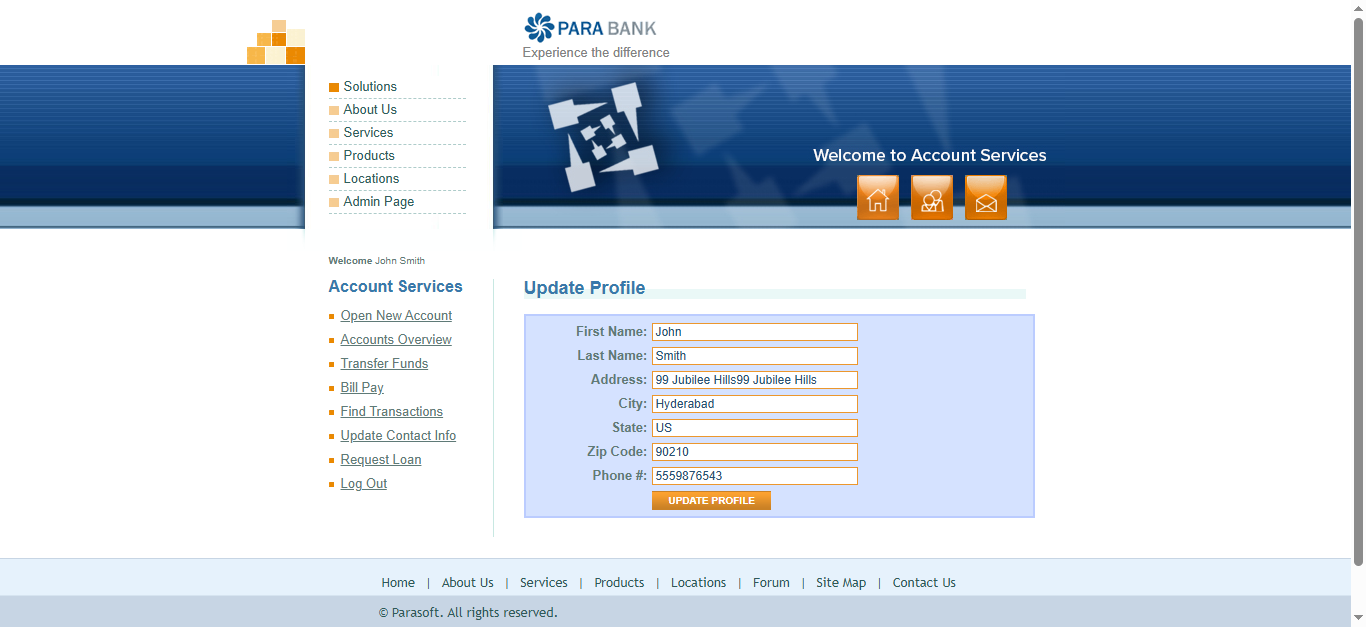 PARA BANK
Experience the difference
Solutions
About Us
Services
Products
Locations
Admin Page
Welcome to Account Services
Welcome John Smith
Account Services
Open New Account
Accounts Overview
Transfer Funds
Bill Pay
Find Transactions
Update Contact Info
Request Loan
Log Out
Update Profile
First Name: John
Last Name: Smith
Address: 99 Jubilee Hills99 Jubilee Hills
City: Hyderabad
State: US
Zip Code: 90210
Phone #: 5559876543
UPDATE PROFILE
Home | About Us | Services | Products | Locations | Forum | Site Map | Contact Us
© Parasoft. All rights reserved.